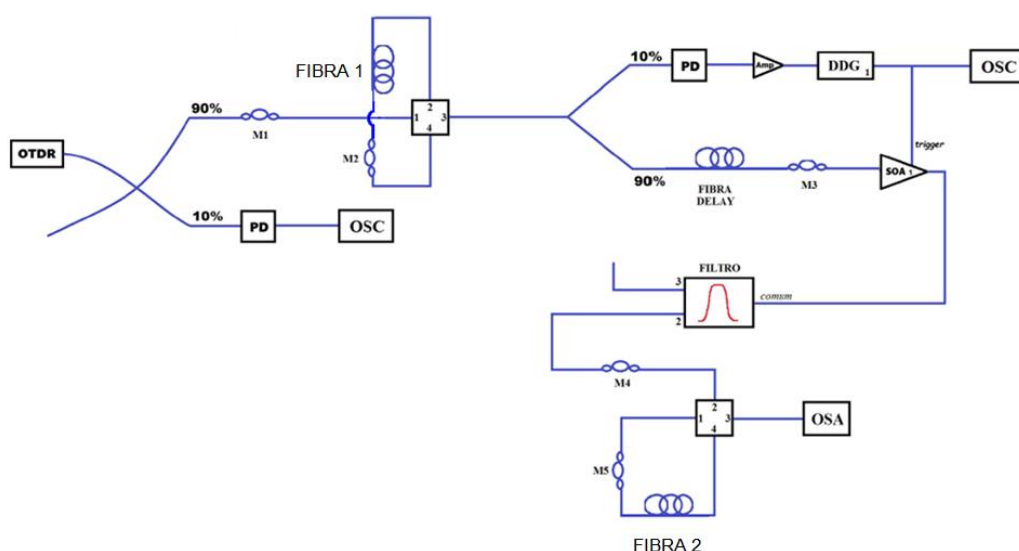 FIBRA 1
90%
M1
M2
1
2
3
4
OTDR
10%
PD
OSC
10%
PD
Amp
DDG 1
OSC
trigger
90%
FIBRA
DELAY
M3
SOA 1
FILTRO
3
2
comum
M4
2
1
3
4
OSA
M5
FIBRA 2